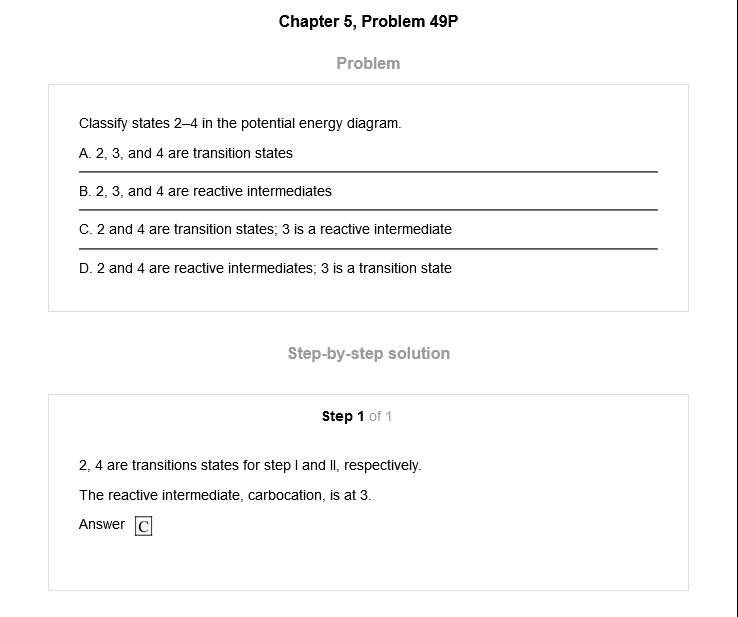 Chapter 5, Problem 49P
Problem
Classify states 2–4 in the potential energy diagram.
A. 2, 3, and 4 are transition states
B. 2, 3, and 4 are reactive intermediates
C. 2 and 4 are transition states; 3 is a reactive intermediate
D. 2 and 4 are reactive intermediates; 3 is a transition state
Step-by-step solution
Step 1 of 1
2, 4 are transitions states for step I and II, respectively.
The reactive intermediate, carbocation, is at 3.
Answer C